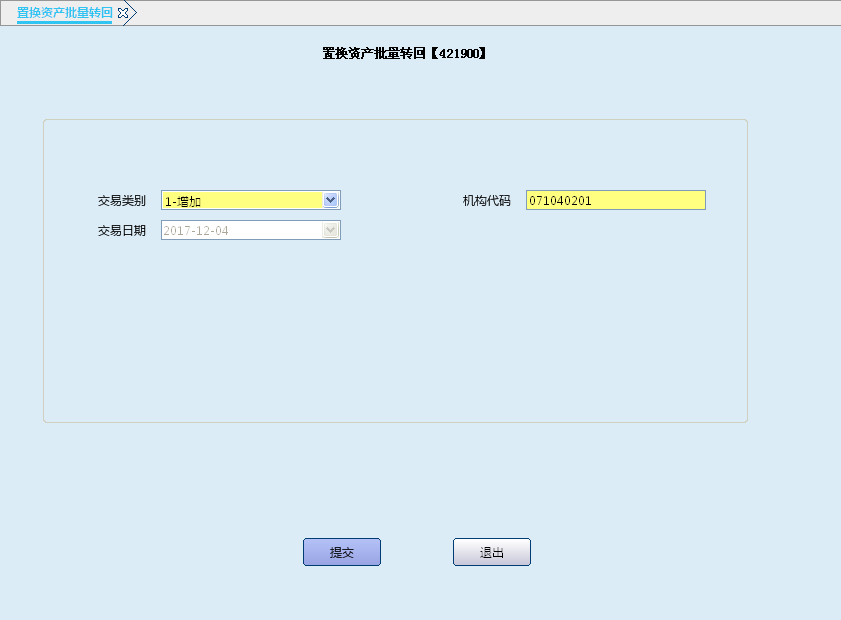 置换资产批量转回
置换资产批量转回【421900】
交易类别 1-增加 机构代码 071040201
交易日期 2017-12-04
提交 退出